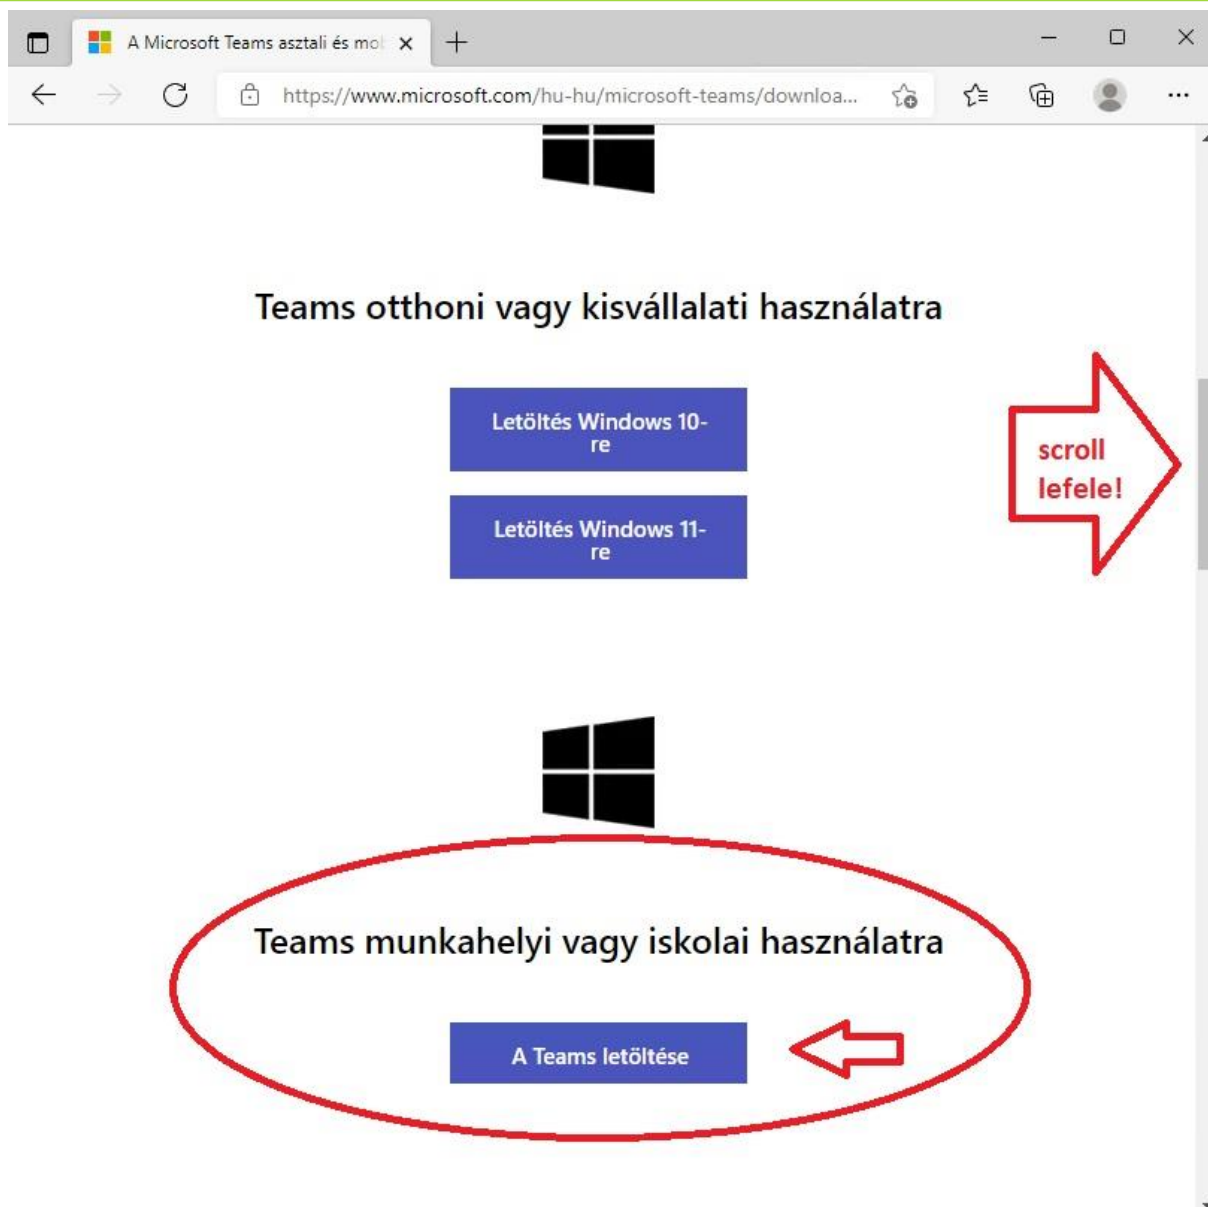 A Microsoft Teams asztali és mo
https://www.microsoft.com/hu-hu/microsoft-teams/downloa...
Teams otthoni vagy kisvállalati használatra
Letöltés Windows 10-
re
Letöltés Windows 11-
re
scroll
lefele!
Teams munkahelyi vagy iskolai használatra
A Teams letöltése